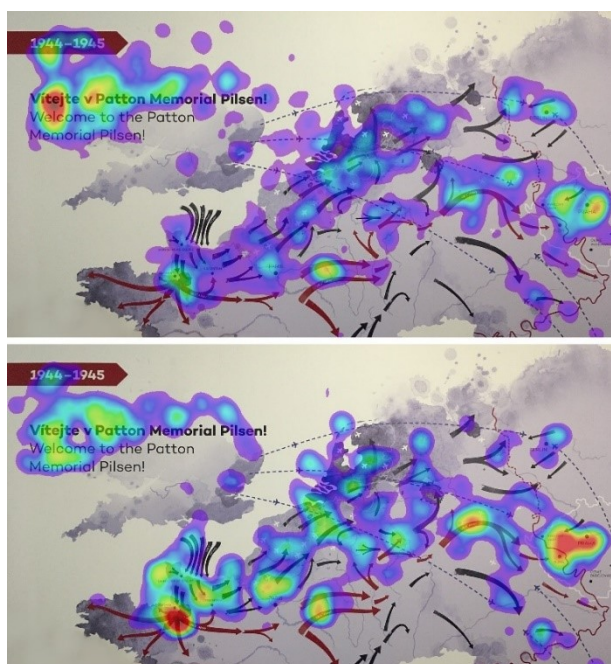 1944–1945
Vítejte v Patton Memorial Pilsen!
Welcome to the Patton
Memorial Pilsen!
1944–1945
Vítejte v Patton Memorial Pilsen!
Welcome to the Patton
Memorial Pilsen!